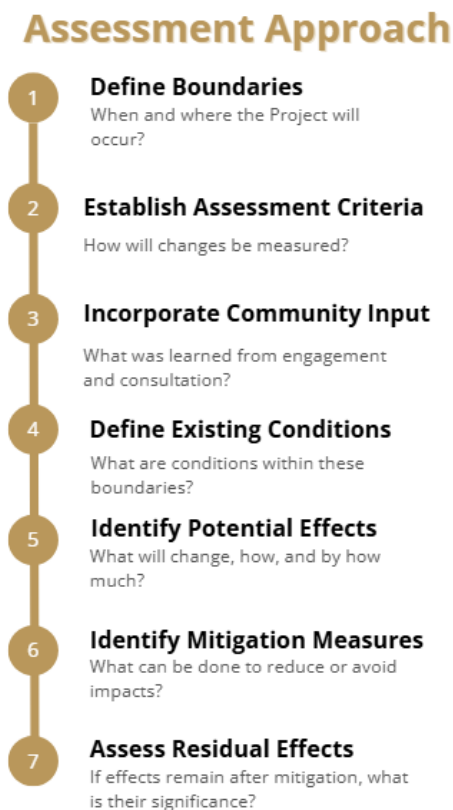 Assessment Approach
1
Define Boundaries
When and where the Project will
occur?
2
Establish Assessment Criteria
How will changes be measured?
3
Incorporate Community Input
What was learned from engagement
and consultation?
4
Define Existing Conditions
What are conditions within these
boundaries?
5
Identify Potential Effects
What will change, how, and by how
much?
6
Identify Mitigation Measures
What can be done to reduce or avoid
impacts?
7
Assess Residual Effects
If effects remain after mitigation, what
is their significance?